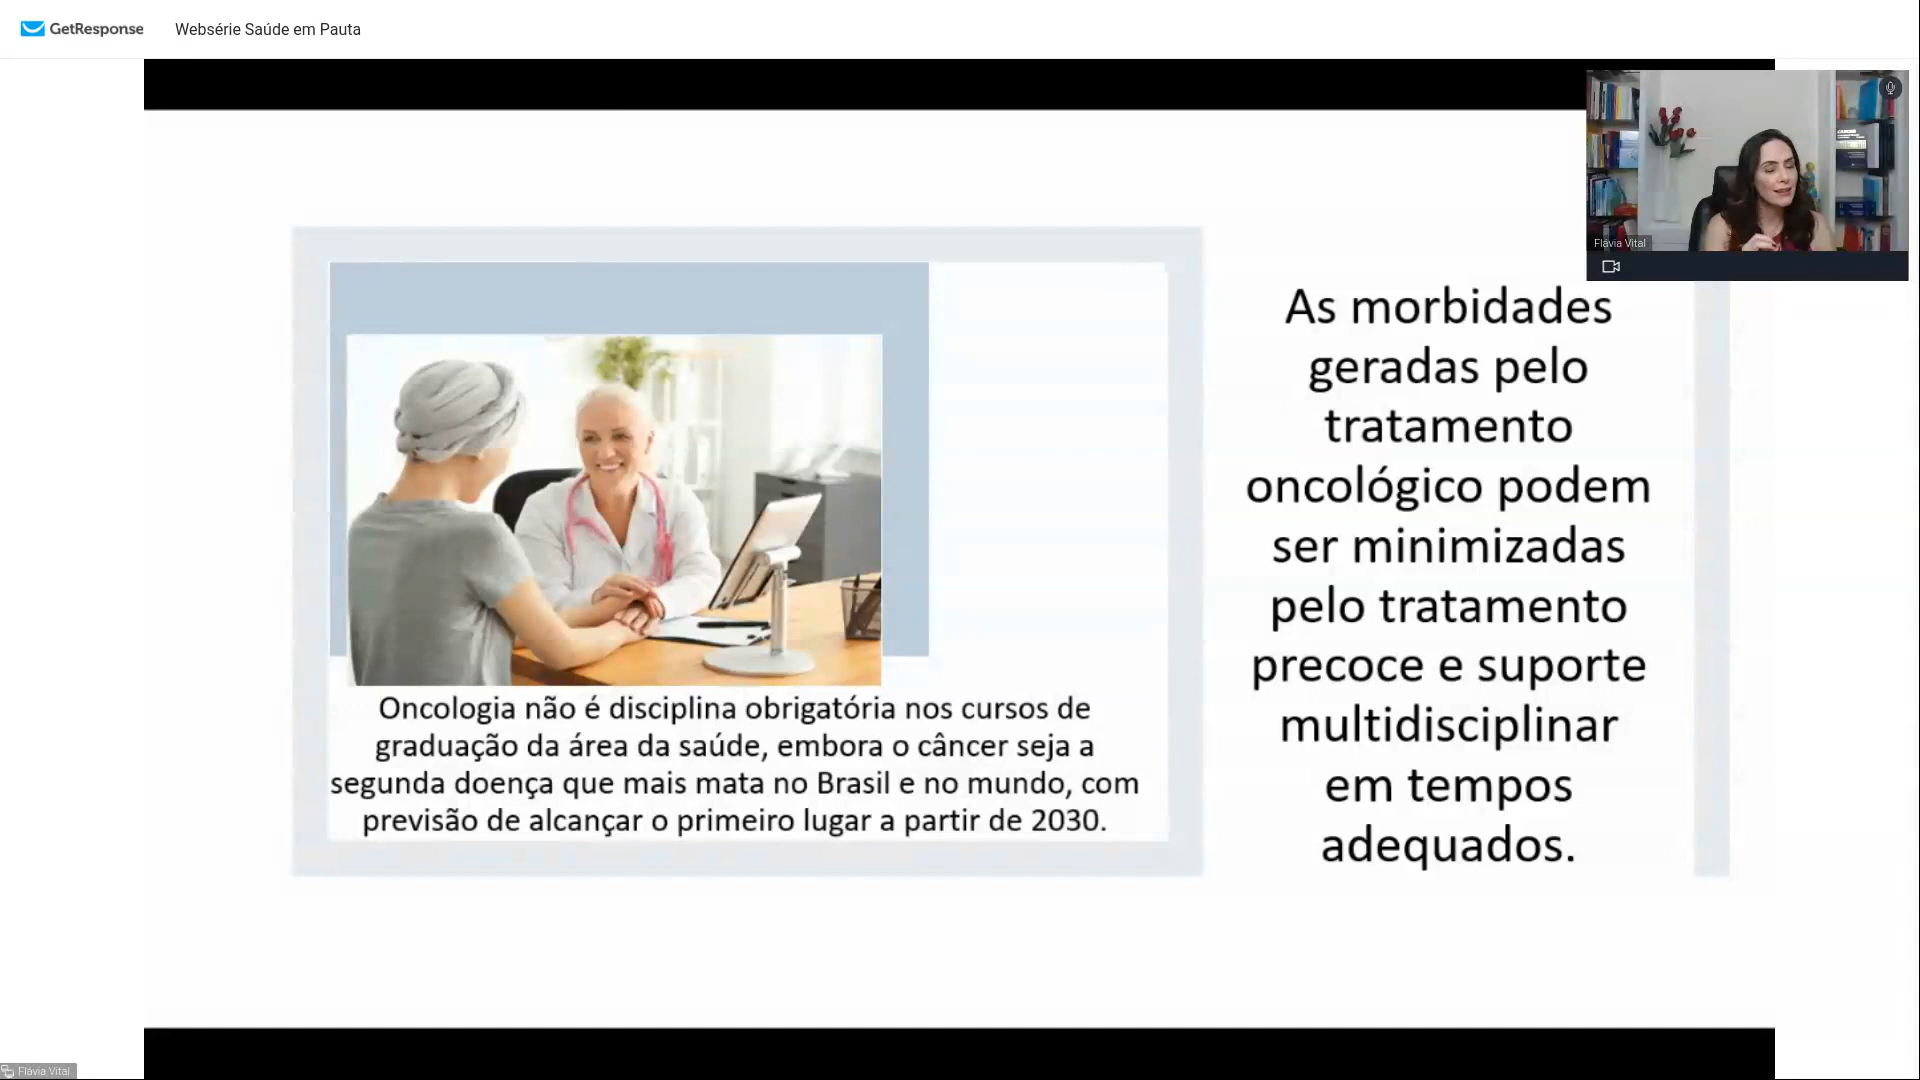 GetResponse
Websérie Saúde em Pauta
Flávia Vital
As morbidades
geradas pelo
tratamento
oncológico podem
ser minimizadas
pelo tratamento
precoce e suporte
multidisciplinar
em tempos
adequados.
Oncologia não é disciplina obrigatória nos cursos de
graduação da área da saúde, embora o câncer seja a
segunda doença que mais mata no Brasil e no mundo, com
previsão de alcançar o primeiro lugar a partir de 2030.
Flávia Vital